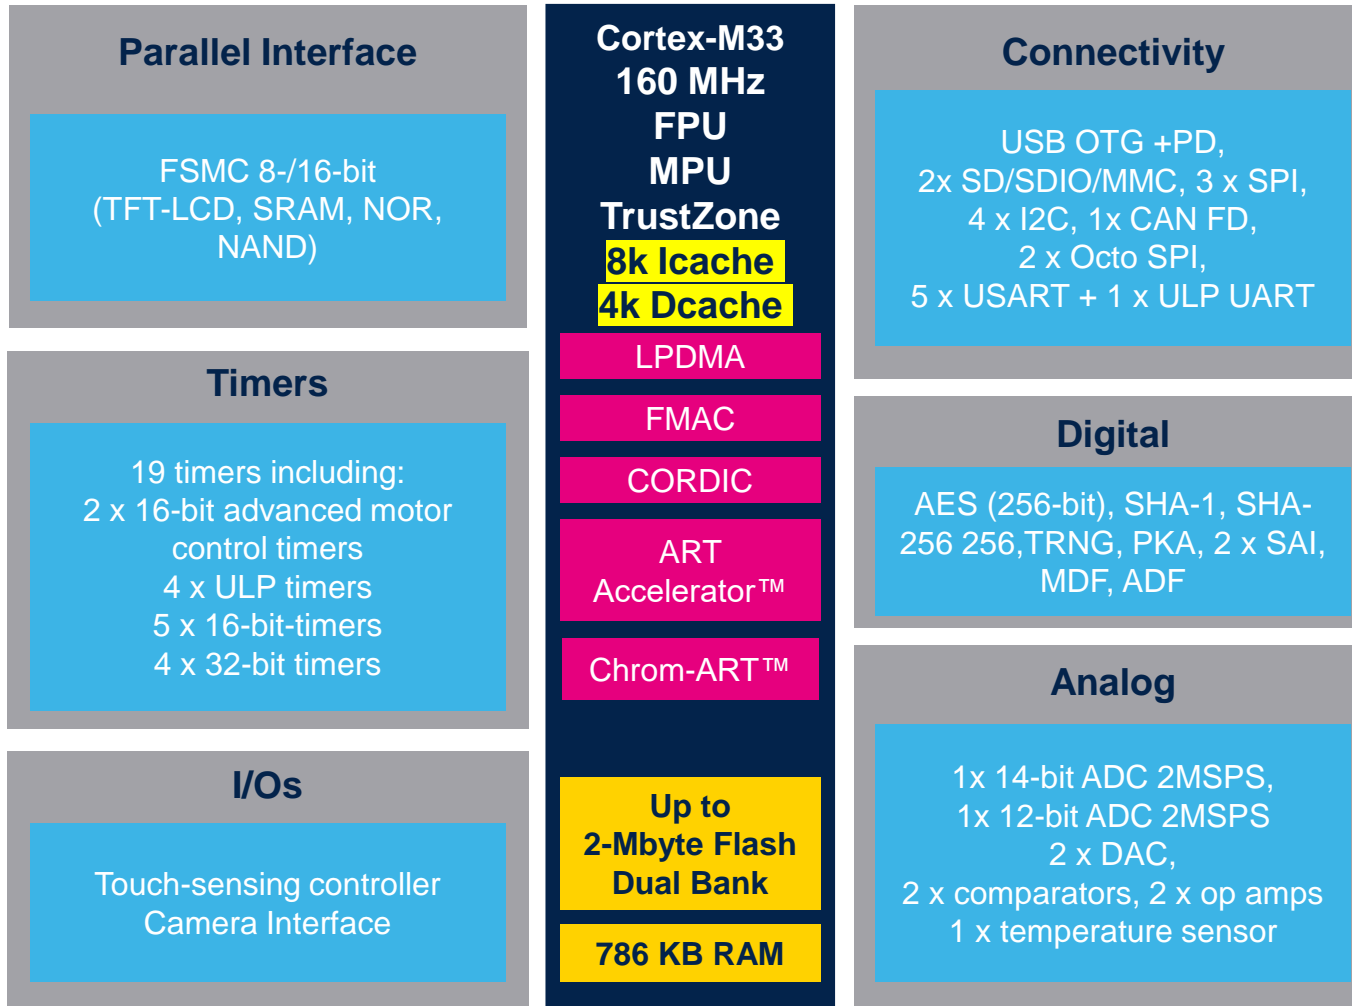 Parallel Interface
FSMC 8-/16-bit
(TFT-LCD, SRAM, NOR,
NAND)
Timers
19 timers including:
2 x 16-bit advanced motor
control timers
4 x ULP timers
5 x 16-bit-timers
4 x 32-bit timers
I/Os
Touch-sensing controller
Camera Interface
Cortex-M33
160 MHz
FPU
MPU
TrustZone
8k Icache
4k Dcache
LPDMA
FMAC
CORDIC
ART
Accelerator™
Chrom-ART™
Up to
2-Mbyte Flash
Dual Bank
786 KB RAM
Connectivity
USB OTG +PD,
2x SD/SDIO/MMC, 3 x SPI,
4 x I2C, 1x CAN FD,
2 x Octo SPI,
5 x USART + 1 x ULP UART
Digital
AES (256-bit), SHA-1, SHA-
256 256,TRNG, PKA, 2 x SAI,
MDF, ADF
Analog
1x 14-bit ADC 2MSPS,
1x 12-bit ADC 2MSPS
2 x DAC,
2 x comparators, 2 x op amps
1 x temperature sensor